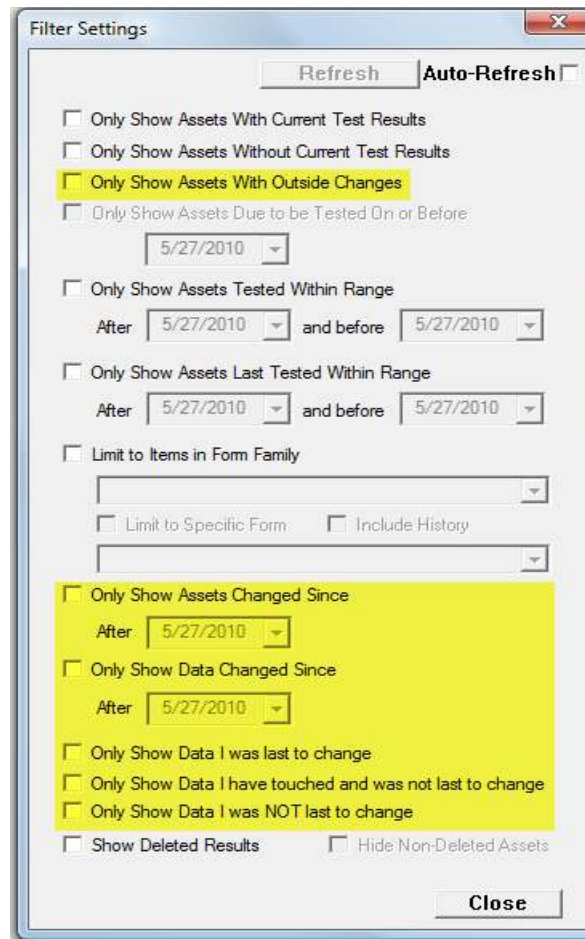 Filter Settings
Refresh Auto-Refresh
Only Show Assets With Current Test Results
Only Show Assets Without Current Test Results
Only Show Assets With Outside Changes
Only Show Assets Due to be Tested On or Before
5/27/2010
Only Show Assets Tested Within Range
After 5/27/2010 and before 5/27/2010
Only Show Assets Last Tested Within Range
After 5/27/2010 and before 5/27/2010
Limit to Items in Form Family
Limit to Specific Form Include History
Only Show Assets Changed Since
After 5/27/2010
Only Show Data Changed Since
After 5/27/2010
Only Show Data I was last to change
Only Show Data I have touched and was not last to change
Only Show Data I was NOT last to change
Show Deleted Results Hide Non-Deleted Assets
Close